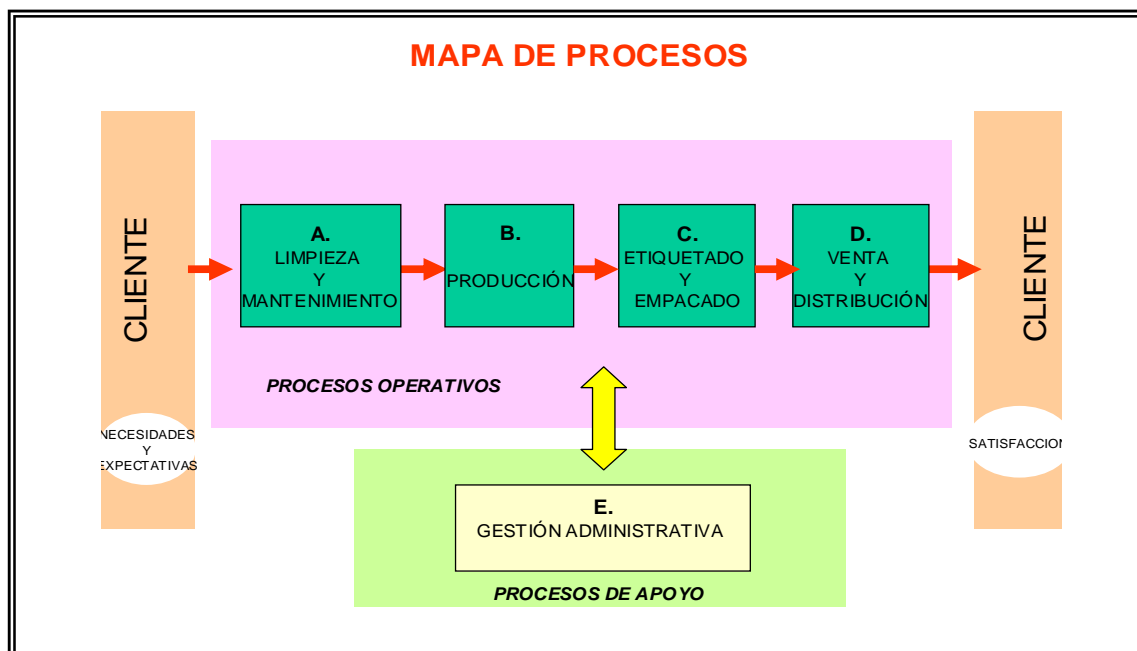 MAPA DE PROCESOS
CLIENTE
NECESIDADES
Y
EXPECTATIVAS
A.
LIMPIEZA
Y
MANTENIMIENTO
B.
PRODUCCIÓN
C.
ETIQUETADO
Y
EMPACADO
D.
VENTA
Y
DISTRIBUCIÓN
PROCESOS OPERATIVOS
CLIENTE
SATISFACCION
E.
GESTIÓN ADMINISTRATIVA
PROCESOS DE APOYO